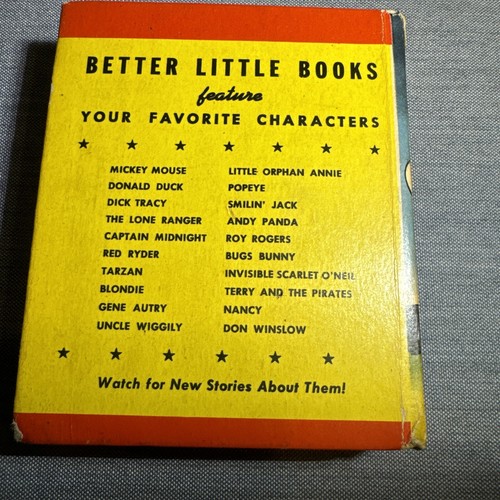 BETTER LITTLE BOOKS
feature
YOUR FAVORITE CHARACTERS
MICKEY MOUSE LITTLE ORPHAN ANNIE
DONALD DUCK POPEYE
DICK TRACY SMILIN' JACK
THE LONE RANGER ANDY PANDA
CAPTAIN MIDNIGHT ROY ROGERS
RED RYDER BUGS BUNNY
TARZAN INVISIBLE SCARLET O'NEIL
BLONDIE TERRY AND THE PIRATES
GENE AUTRY NANCY
UNCLE WIGGILY DON WINSLOW
Watch for New Stories About Them!